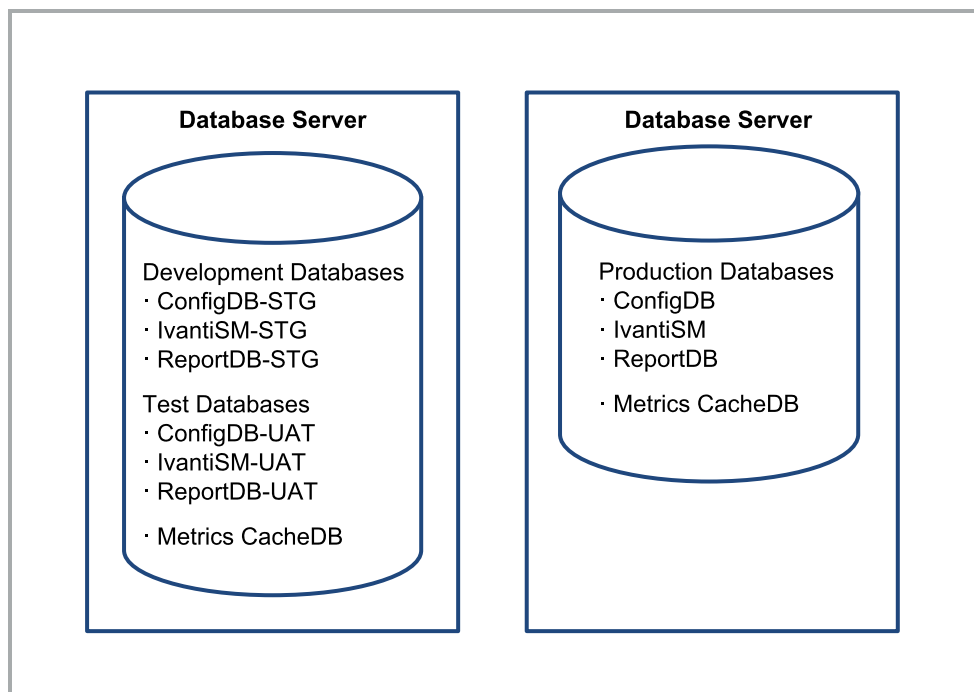 Database Server
Development Databases
· ConfigDB-STG
· IvantiSM-STG
· ReportDB-STG
Test Databases
· ConfigDB-UAT
· IvantiSM-UAT
· ReportDB-UAT
· Metrics CacheDB
Database Server
Production Databases
· ConfigDB
· IvantiSM
· ReportDB
· Metrics CacheDB